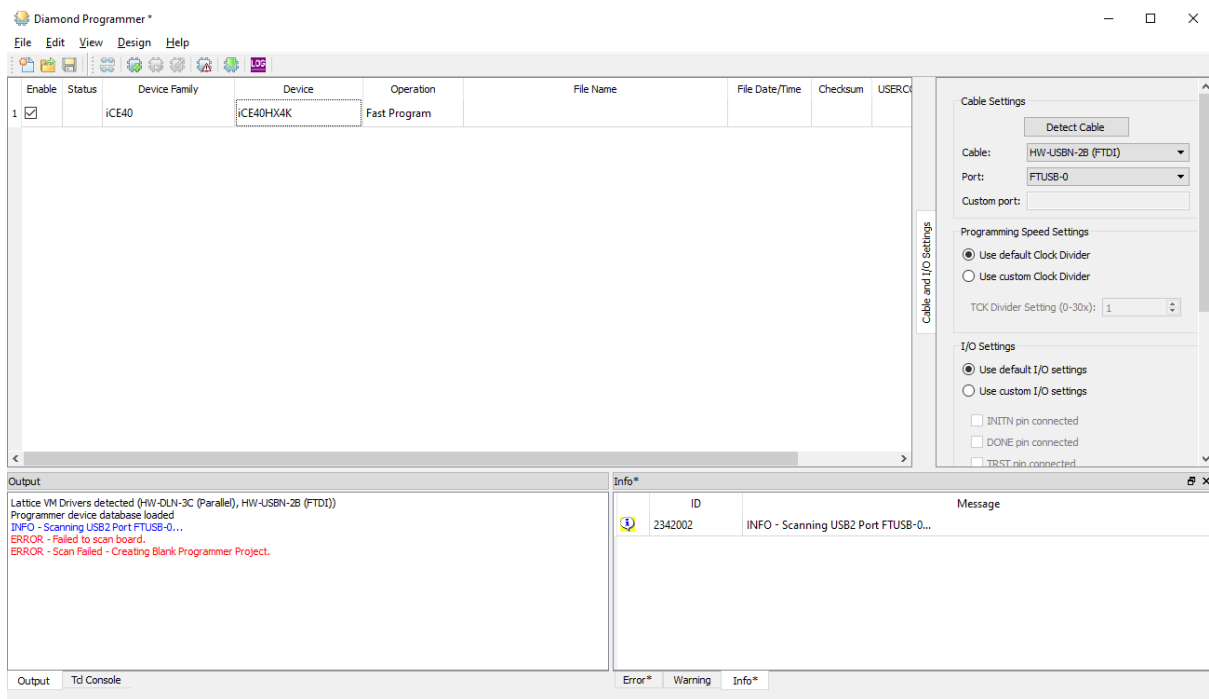 Diamond Programmer *
File Edit View Design Help
LOG
Enable Status Device Family Device Operation File Name File Date/Time Checksum USERCO
1 iCE40 iCE40HX4K Fast Program
Cable and I/O Settings
Cable Settings
Detect Cable
Cable: HW-USBN-2B (FTDI)
Port: FTUSB-0
Custom port:
Programming Speed Settings
Use default Clock Divider
Use custom Clock Divider
TCK Divider Setting (0-30x): 1
I/O Settings
Use default I/O settings
Use custom I/O settings
INITN pin connected
DONE pin connected
TRST pin connected
Output
Lattice VM Drivers detected (HW-DLN-3C (Parallel), HW-USBN-2B (FTDI))
Programmer device database loaded
INFO - Scanning USB2 Port FTUSB-0...
ERROR - Failed to scan board.
ERROR - Scan Failed - Creating Blank Programmer Project.
Output Tcl Console
Info*
ID Message
2342002 INFO - Scanning USB2 Port FTUSB-0...
Error* Warning Info*